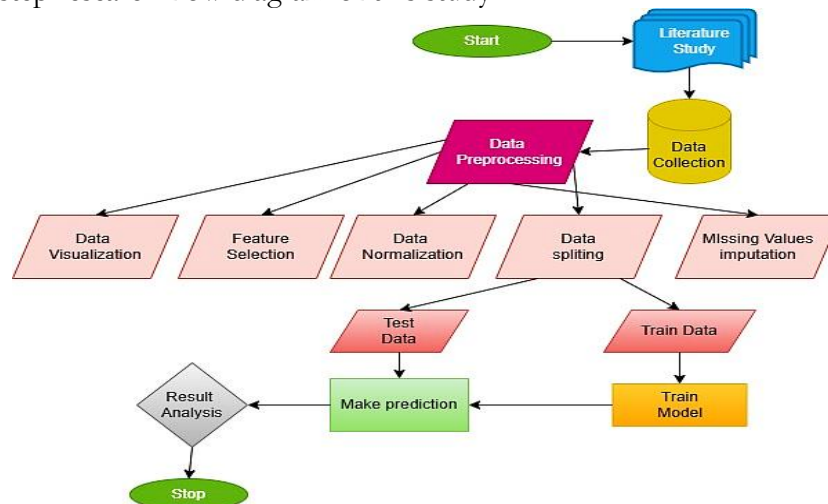 Start
Literature
Study
Data
Collection
Data
Preprocessing
Data
Visualization
Feature
Selection
Data
Normalization
Data
spliting
MIssing Values
imputation
Test
Data
Train Data
Result
Analysis
Make prediction
Train
Model
Stop